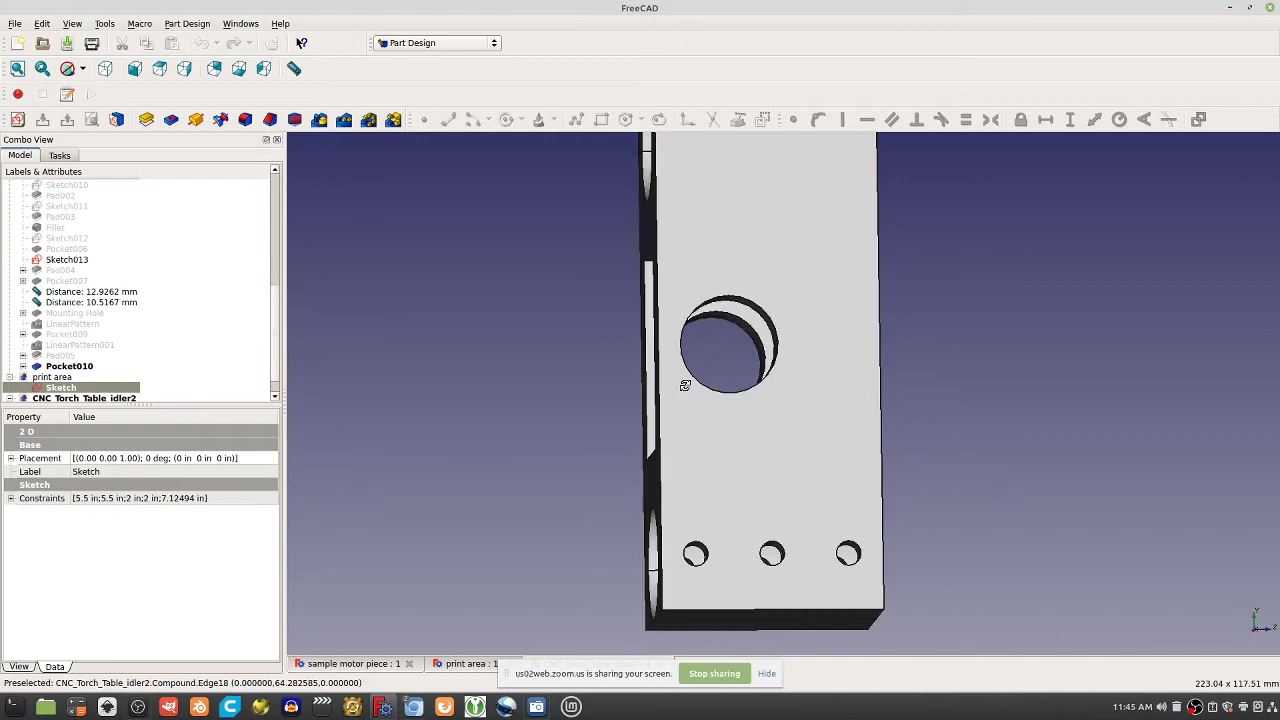 FreeCAD
File Edit View Tools Macro Part Design Windows Help
Part Design
Combo View
Model Tasks
Labels & Attributes
Sketch010
Pad002
Sketch011
Pad003
Fillet
Sketch012
Pocket006
Sketch013
Pad004
Pocket007
Distance: 12.9262 mm
Distance: 10.5167 mm
Mounting Hole
LinearPattern
Pocket009
LinearPattern001
Pad005
Pocket010
print area
Sketch
CNC_Torch_Table_idler2
Property Value
2 D
Base
Placement [(0.00 0.00 1.00); 0 deg; (0 in 0 in 0 in)]
Label Sketch
Sketch
Constraints [5.5 in;5.5 in;2 in;2 in;7.12494 in]
Y
Z
View Data
sample motor piece : 1 print area : 1
us02web.zoom.us is sharing your screen. Stop sharing Hide
Preselected: CNC_Torch_Table_idler2.Compound.Edge18 (0.000000,64.282585,0.000000) 223.04 x 117.51 mm
11:45 AM